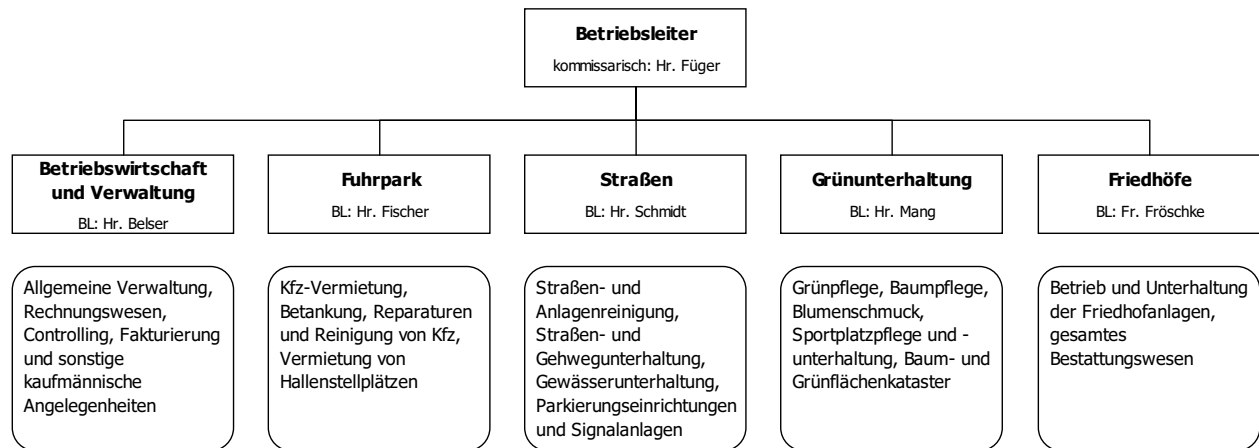 Betriebsleiter
kommissarisch: Hr. Füger
Betriebswirtschaft
und Verwaltung
BL: Hr. Belser
Fuhrpark
BL: Hr. Fischer
Straßen
BL: Hr. Schmidt
Grünunterhaltung
BL: Hr. Mang
Friedhöfe
BL: Fr. Fröschke
Allgemeine Verwaltung,
Rechnungswesen,
Controlling, Fakturierung
und sonstige
kaufmännische
Angelegenheiten
Kfz-Vermietung,
Betankung, Reparaturen
und Reinigung von Kfz,
Vermietung von
Hallenstellplätzen
Straßen- und
Anlagenreinigung,
Straßen- und
Gehwegunterhaltung,
Gewässerunterhaltung,
Parkierungseinrichtungen
und Signalanlagen
Grünpflege, Baumpflege,
Blumenschmuck,
Sportplatzpflege und -
unterhaltung, Baum- und
Grünflächenkataster
Betrieb und Unterhaltung
der Friedhofanlagen,
gesamtes
Bestattungswesen